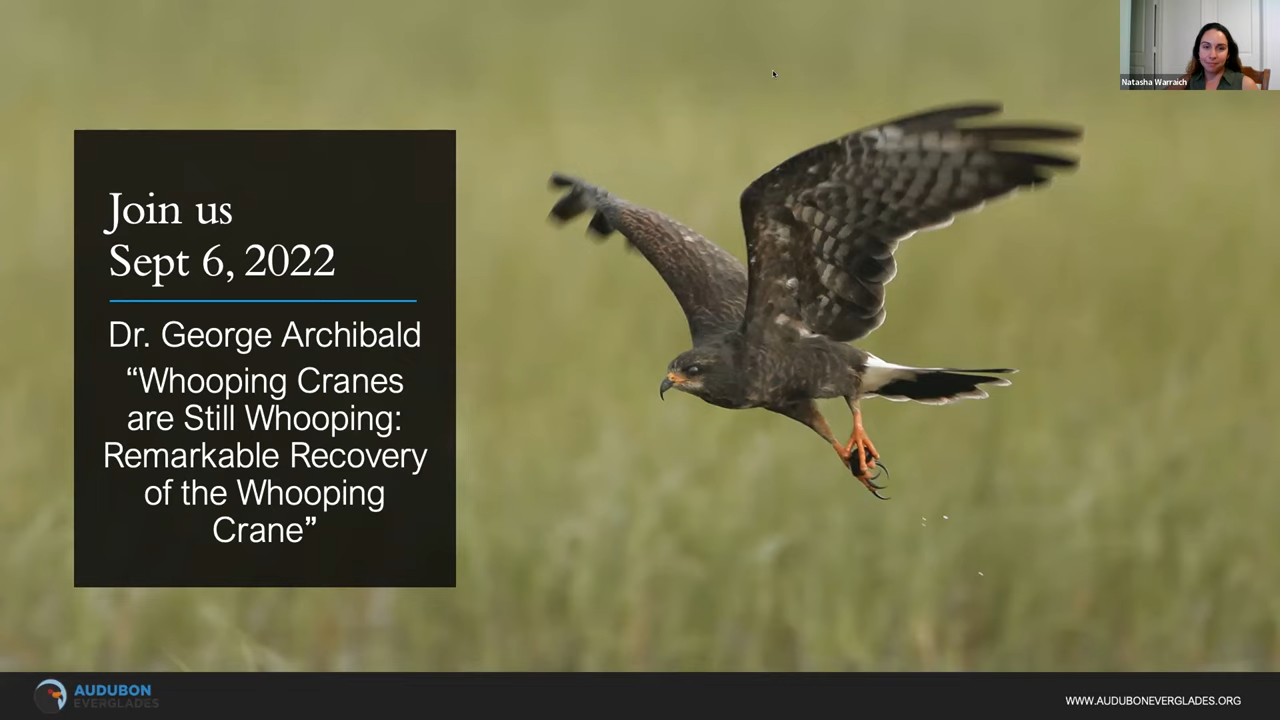 Natasha Warraich
Join us
Sept 6, 2022
Dr. George Archibald
“Whooping Cranes
are Still Whooping:
Remarkable Recovery
of the Whooping
Crane”
AUDUBON
EVERGLADES
WWW.AUDUBONEVERGLADES.ORG